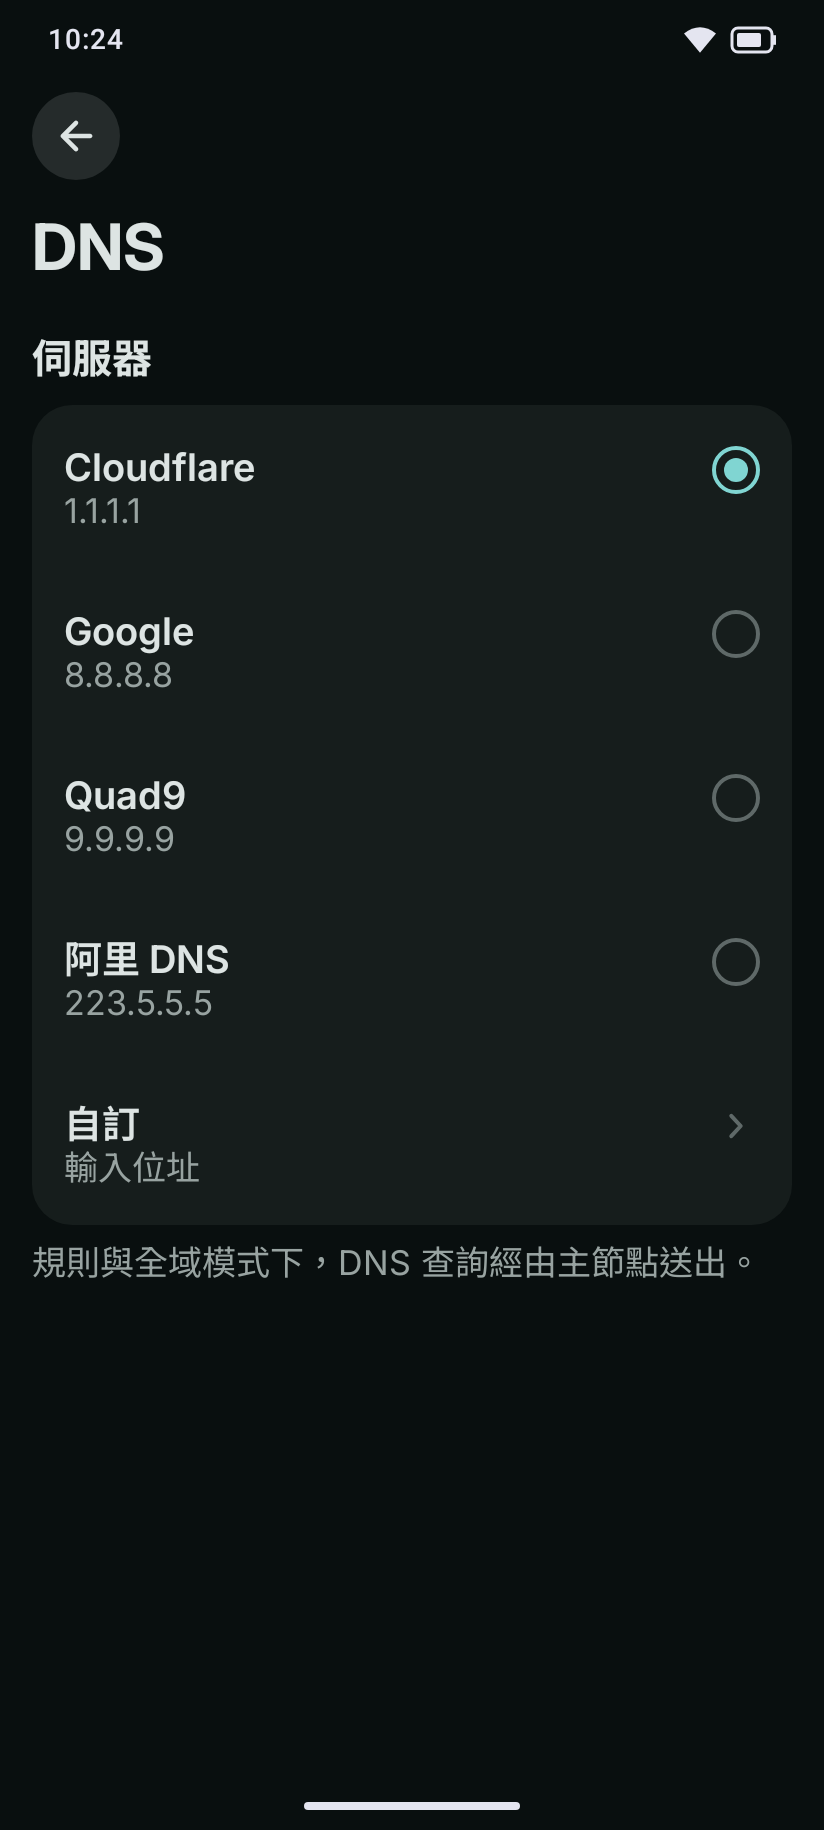 10:24
DNS
伺服器
Cloudflare
1.1.1.1
Google
8.8.8.8
Quad9
9.9.9.9
阿里 DNS
223.5.5.5
自訂
輸入位址
規則與全域模式下，DNS 查詢經由主節點送出。